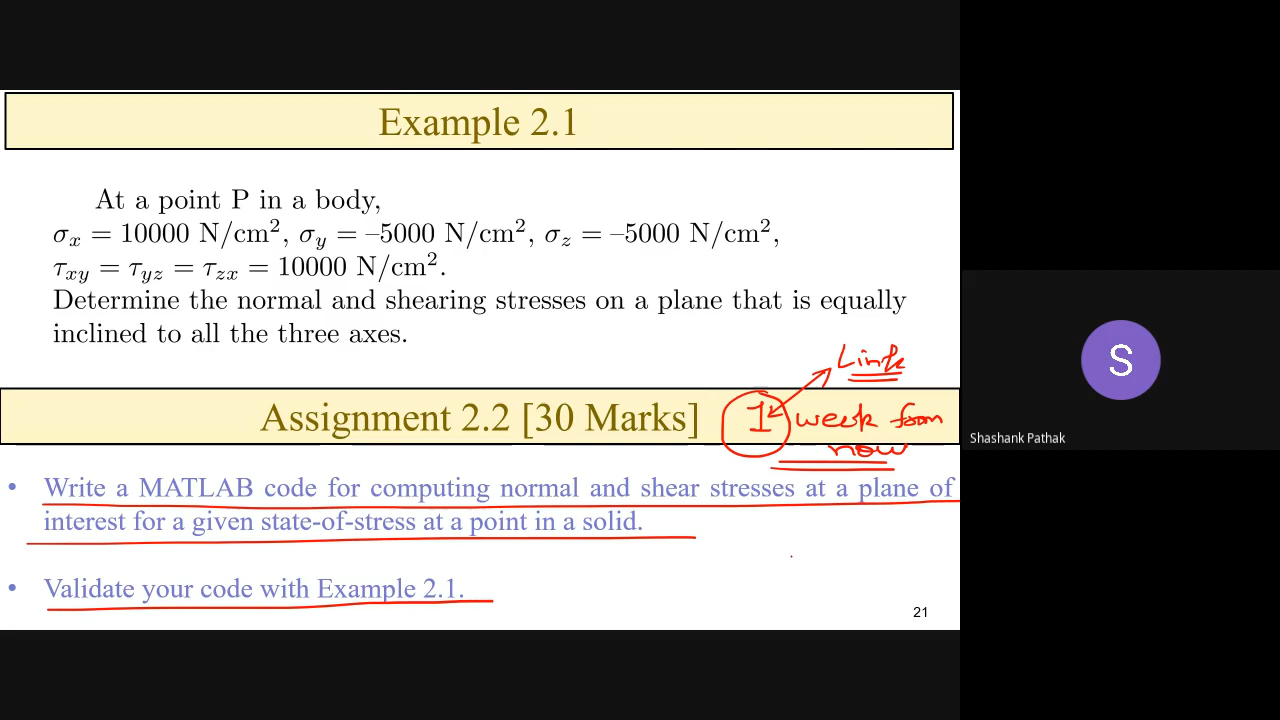 Example 2.1
At a point P in a body,
σx = 10000 N/cm², σy = –5000 N/cm², σz = –5000 N/cm²,
τxy = τyz = τzx = 10000 N/cm².
Determine the normal and shearing stresses on a plane that is equally
inclined to all the three axes.
Link
Assignment 2.2 [30 Marks] 1 week from
now
• Write a MATLAB code for computing normal and shear stresses at a plane of
interest for a given state-of-stress at a point in a solid.
• Validate your code with Example 2.1.
21
S
Shashank Pathak